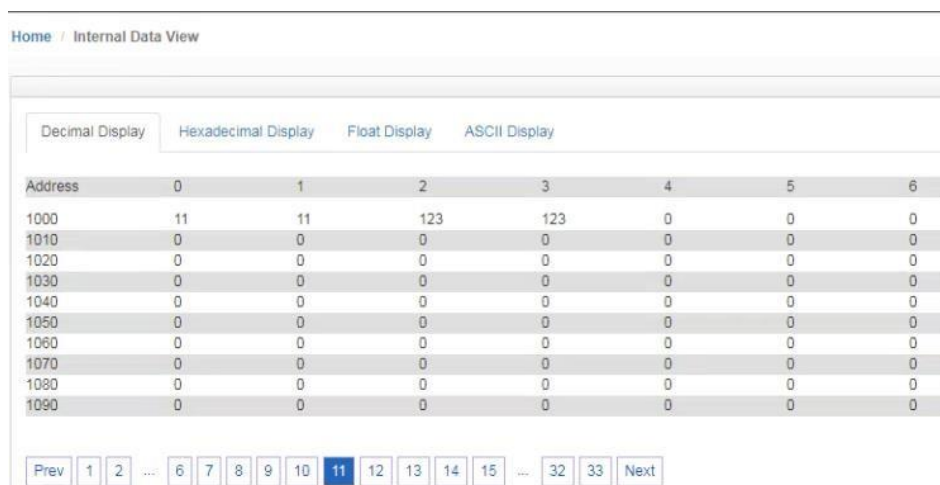 Home / Internal Data View
Decimal Display Hexadecimal Display Float Display ASCII Display
Address 0 1 2 3 4 5 6
1000 11 11 123 123 0 0 0
1010 0 0 0 0 0 0 0
1020 0 0 0 0 0 0 0
1030 0 0 0 0 0 0 0
1040 0 0 0 0 0 0 0
1050 0 0 0 0 0 0 0
1060 0 0 0 0 0 0 0
1070 0 0 0 0 0 0 0
1080 0 0 0 0 0 0 0
1090 0 0 0 0 0 0 0
Prev 1 2 ... 6 7 8 9 10 11 12 13 14 15 ... 32 33 Next